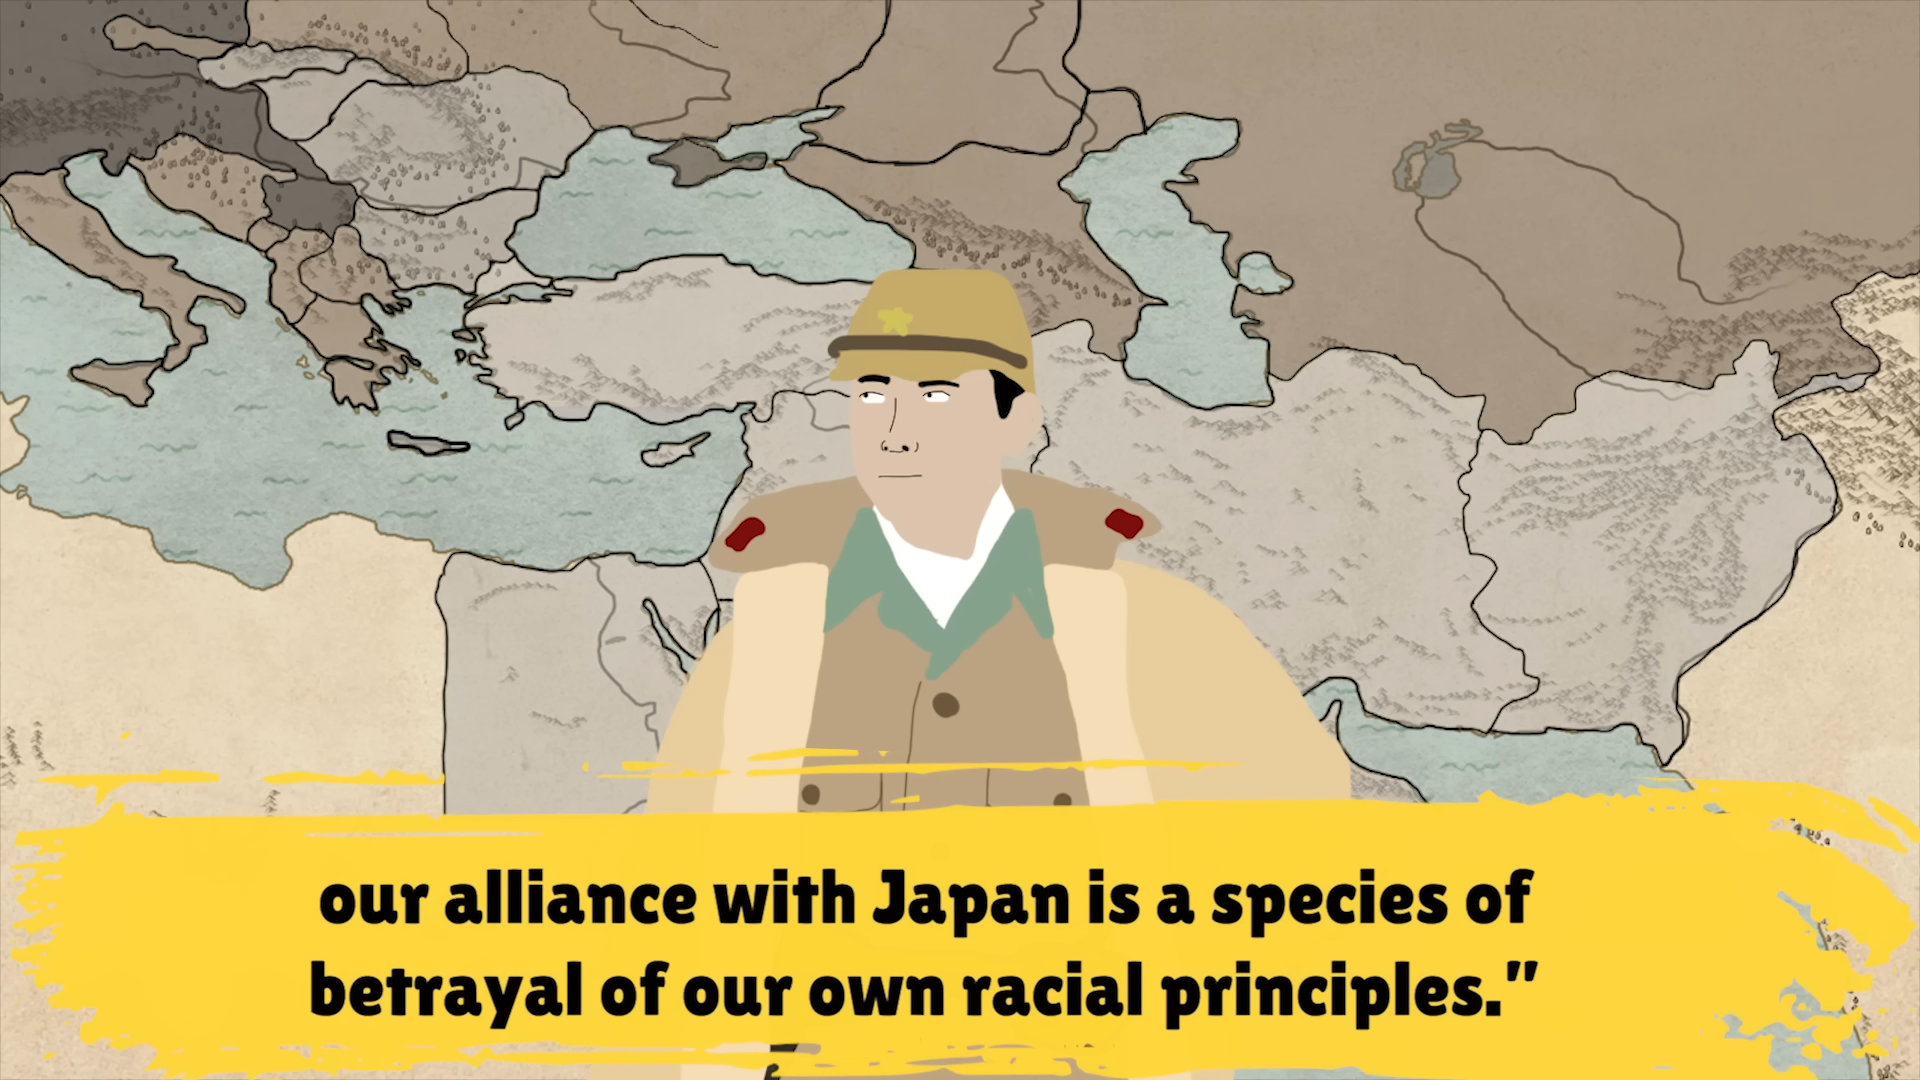 our alliance with Japan is a species of
betrayal of our own racial principles.”